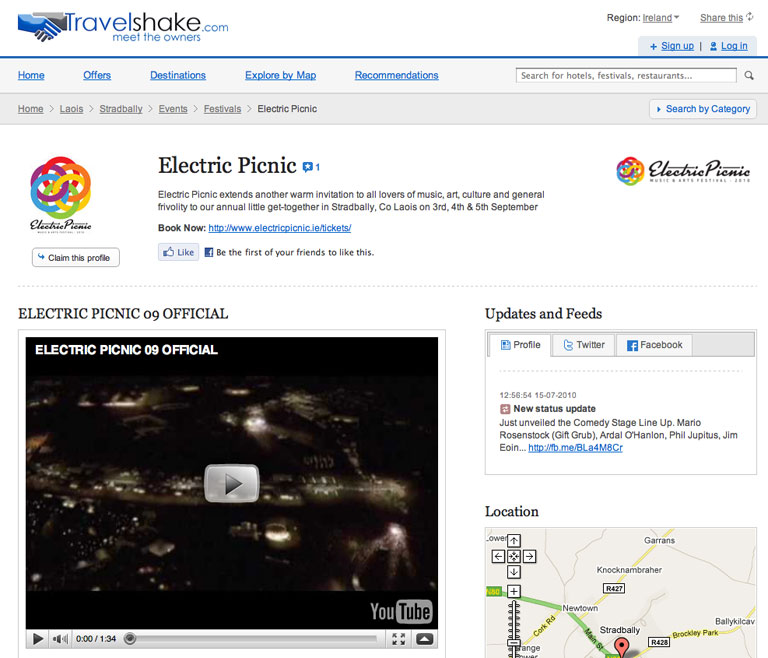 Travelshake.com
meet the owners
Region: Ireland
Share this
+ Sign up | Log in
Home
Offers
Destinations
Explore by Map
Recommendations
Search for hotels, festivals, restaurants...
Home > Laois > Stradbally > Events > Festivals > Electric Picnic
Search by Category
Electric Picnic 1
Electric Picnic extends another warm invitation to all lovers of music, art, culture and general
frivolity to our annual little get-together in Stradbally, Co Laois on 3rd, 4th & 5th September
Book Now: http://www.electricpicnic.ie/tickets/
Like
Be the first of your friends to like this.
Electric Picnic
MUSIC & ARTS FESTIVAL · 2010
Claim this profile
Electric Picnic
MUSIC & ARTS FESTIVAL · 2010
ELECTRIC PICNIC 09 OFFICIAL
ELECTRIC PICNIC 09 OFFICIAL
YouTube
0:00 / 1:34
Updates and Feeds
Profile
Twitter
Facebook
12:56:54 15-07-2010
New status update
Just unveiled the Comedy Stage Line Up. Mario
Rosenstock (Gift Grub), Ardal O'Hanlon, Phil Jupitus, Jim
Eoin... http://fb.me/BLa4M8Cr
Location
Garrans
Knocknambraher
R427
N80
Newtown
Ballykilcav
Cork Rd
Main St
Stradbally
R428
Brockley Park